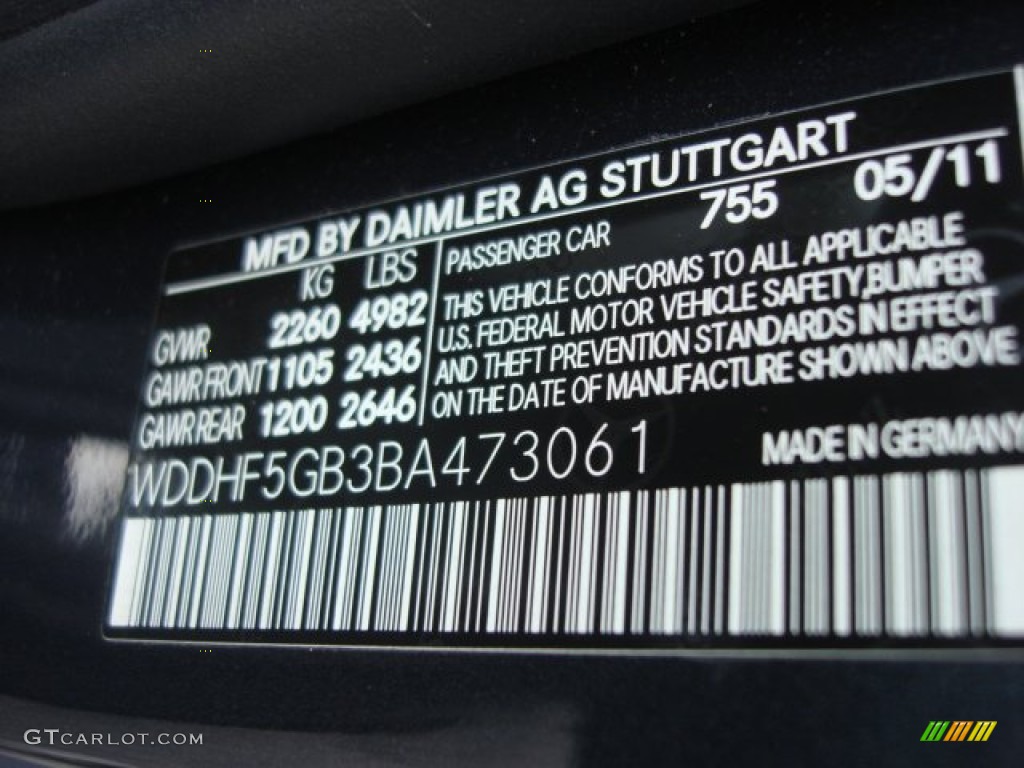 MFD BY DAIMLER AG STUTTGART
KG LBS
GVWR 2260 4982
GAWR FRONT 1105 2436
GAWR REAR 1200 2646
PASSENGER CAR 755 05/11
THIS VEHICLE CONFORMS TO ALL APPLICABLE
U.S. FEDERAL MOTOR VEHICLE SAFETY, BUMPER
AND THEFT PREVENTION STANDARDS IN EFFECT
ON THE DATE OF MANUFACTURE SHOWN ABOVE
WDDHF5GB3BA473061
MADE IN GERMANY
GTCARLOT.COM